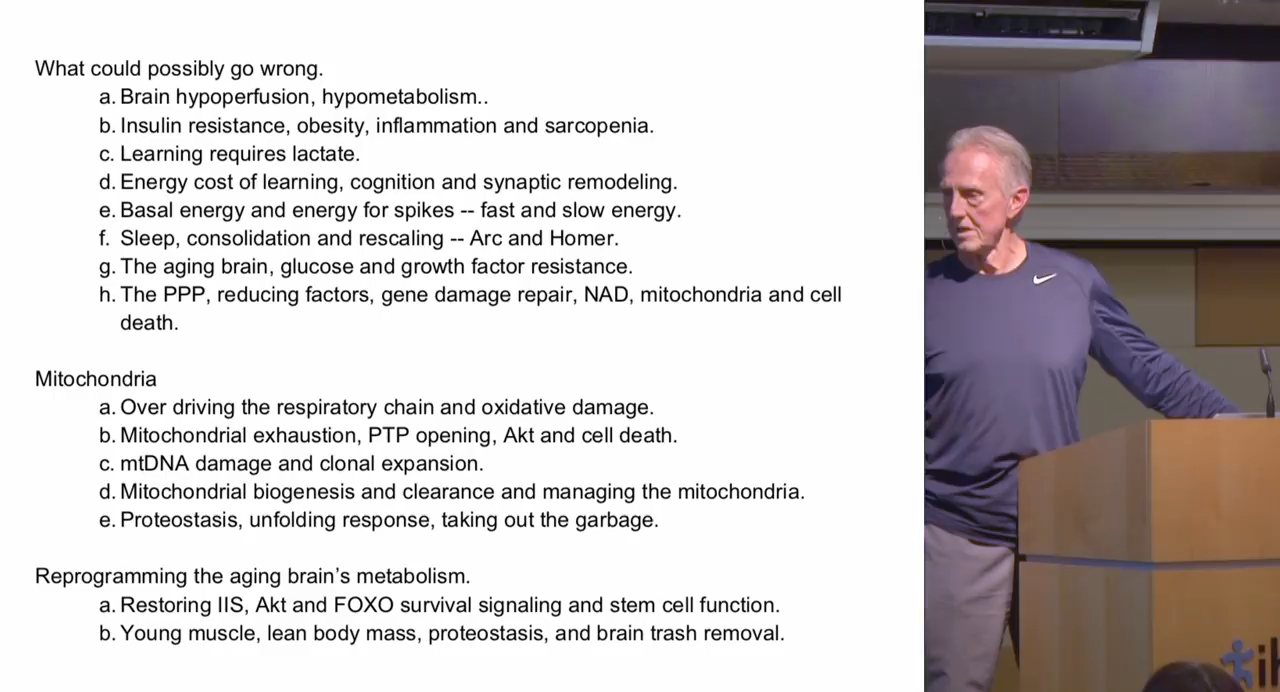 What could possibly go wrong.
a. Brain hypoperfusion, hypometabolism..
b. Insulin resistance, obesity, inflammation and sarcopenia.
c. Learning requires lactate.
d. Energy cost of learning, cognition and synaptic remodeling.
e. Basal energy and energy for spikes -- fast and slow energy.
f. Sleep, consolidation and rescaling -- Arc and Homer.
g. The aging brain, glucose and growth factor resistance.
h. The PPP, reducing factors, gene damage repair, NAD, mitochondria and cell
death.
Mitochondria
a. Over driving the respiratory chain and oxidative damage.
b. Mitochondrial exhaustion, PTP opening, Akt and cell death.
c. mtDNA damage and clonal expansion.
d. Mitochondrial biogenesis and clearance and managing the mitochondria.
e. Proteostasis, unfolding response, taking out the garbage.
Reprogramming the aging brain’s metabolism.
a. Restoring IIS, Akt and FOXO survival signaling and stem cell function.
b. Young muscle, lean body mass, proteostasis, and brain trash removal.